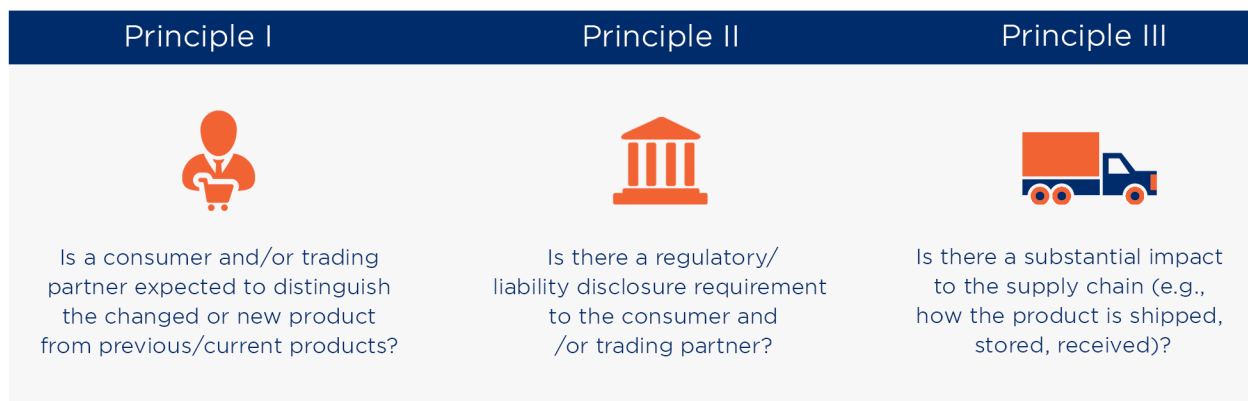 Principle I
Is a consumer and/or trading
partner expected to distinguish
the changed or new product
from previous/current products?
Principle II
Is there a regulatory/
liability disclosure requirement
to the consumer and
/or trading partner?
Principle III
Is there a substantial impact
to the supply chain (e.g.,
how the product is shipped,
stored, received)?